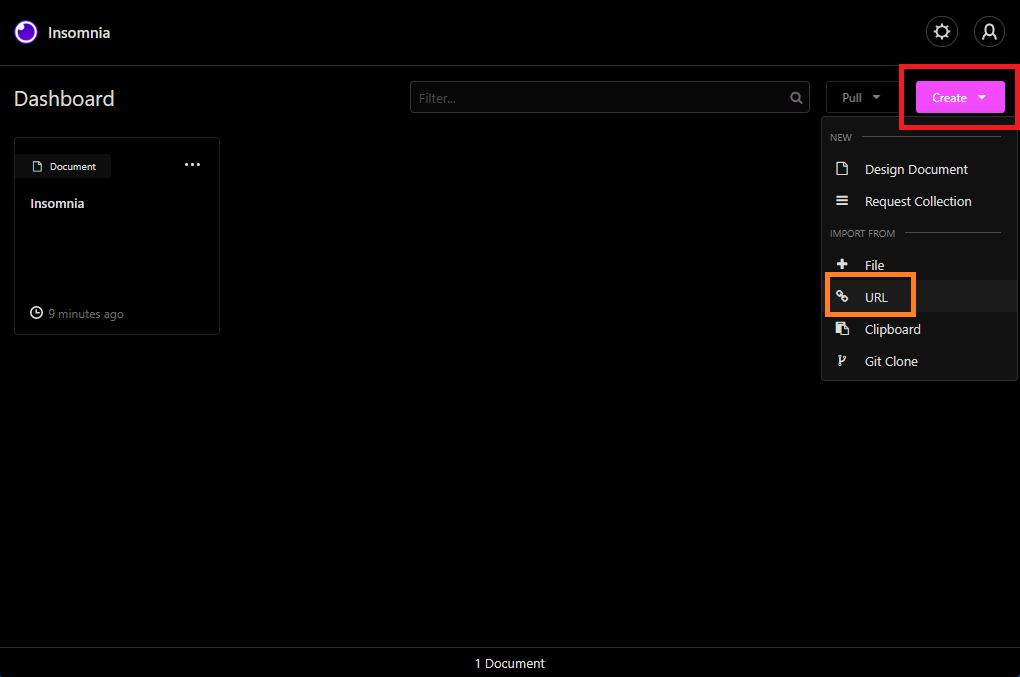 Insomnia
Dashboard
Filter...
Pull
Create
Document
Insomnia
9 minutes ago
NEW
Design Document
Request Collection
IMPORT FROM
File
URL
Clipboard
Git Clone
1 Document